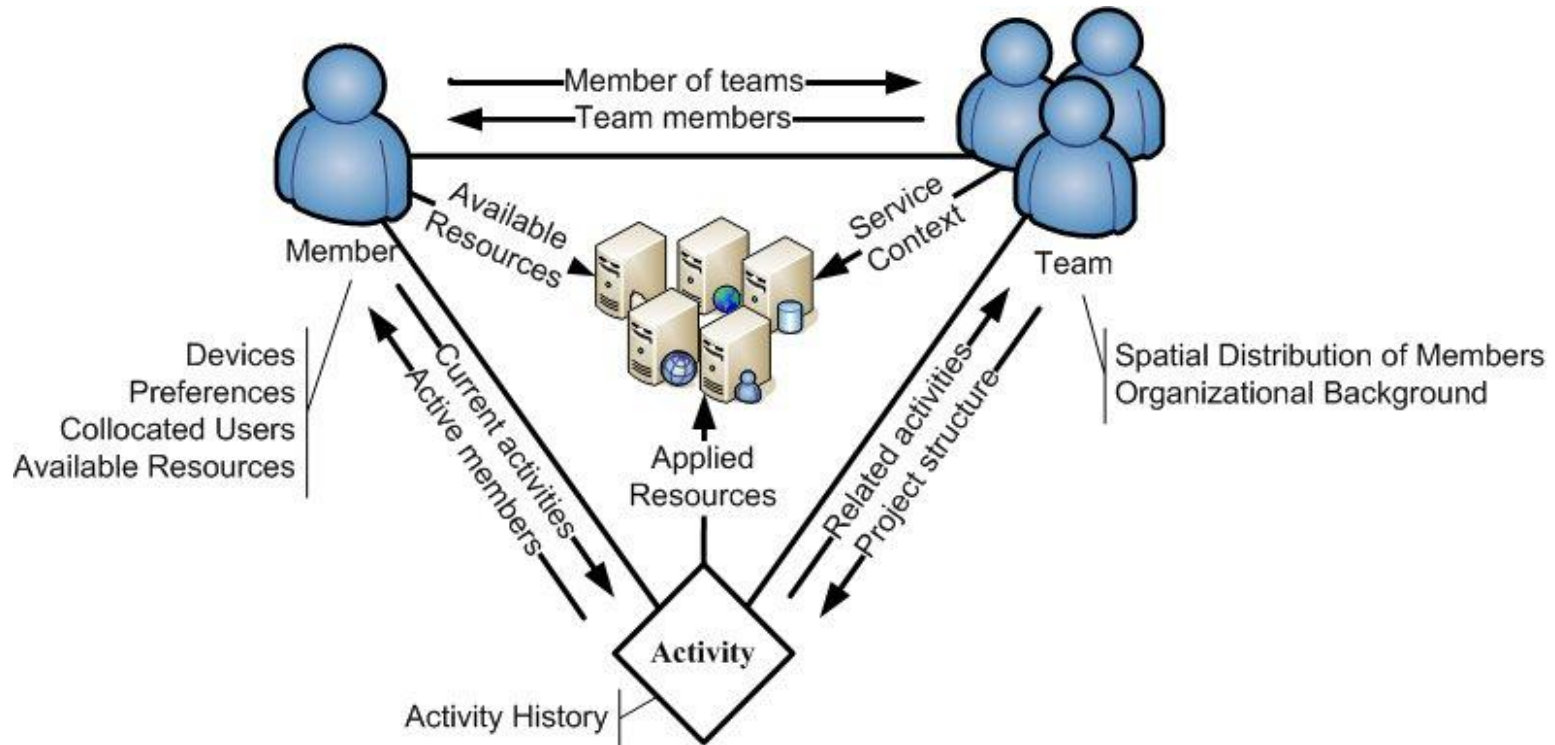 Member of teams
Team members
Available
Resources
Service
Context
Member
Team
Devices
Preferences
Collocated Users
Available Resources
Spatial Distribution of Members
Organizational Background
Current activities
Active members
Applied
Resources
Related activities
Project structure
Activity
Activity History